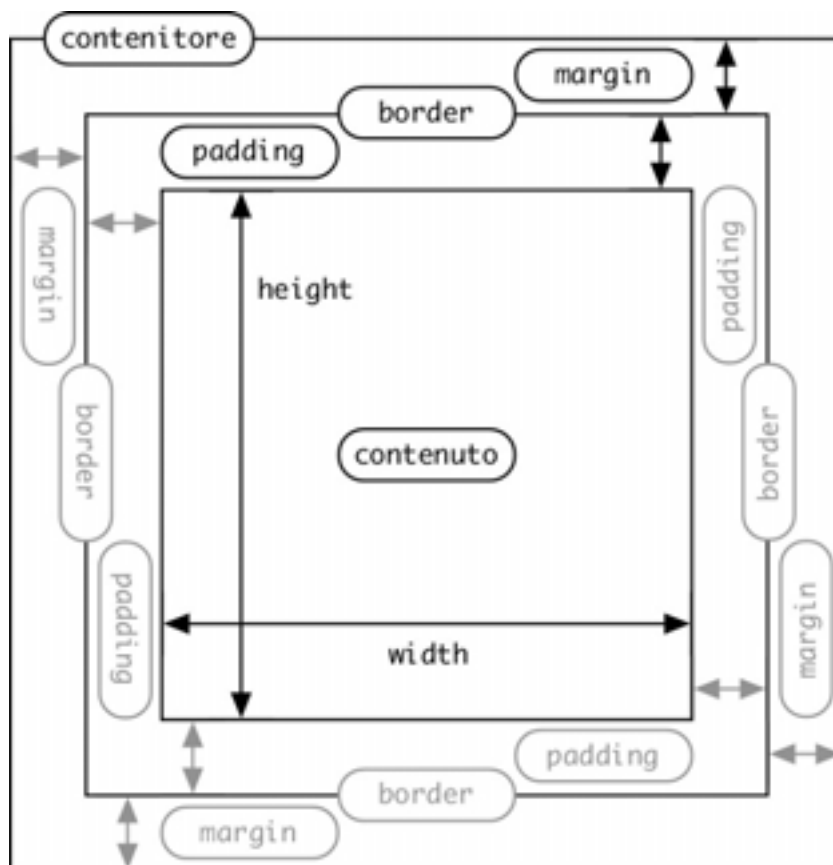 contenitore
margin
border
padding
margin
padding
height
border
contenuto
border
padding
width
margin
padding
border
margin